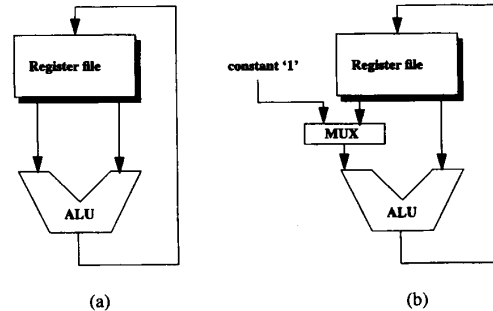 Register file
ALU
(a)
constant ‘1’
Register file
MUX
ALU
(b)